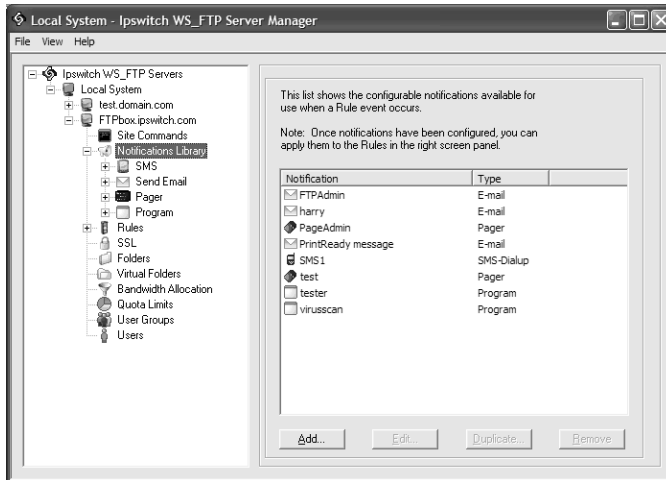 Local System - Ipswitch WS_FTP Server Manager
File View Help
Ipswitch WS_FTP Servers
Local System
test.domain.com
FTPbox.ipswitch.com
Site Commands
Notifications Library
SMS
Send Email
Pager
Program
Rules
SSL
Folders
Virtual Folders
Bandwidth Allocation
Quota Limits
User Groups
Users
This list shows the configurable notifications available for
use when a Rule event occurs.
Note: Once notifications have been configured, you can
apply them to the Rules in the right screen panel.
Notification Type
FTPAdmin E-mail
harry E-mail
PageAdmin Pager
PrintReady message E-mail
SMS1 SMS-Dialup
test Pager
tester Program
virusscan Program
Add... Edit... Duplicate... Remove